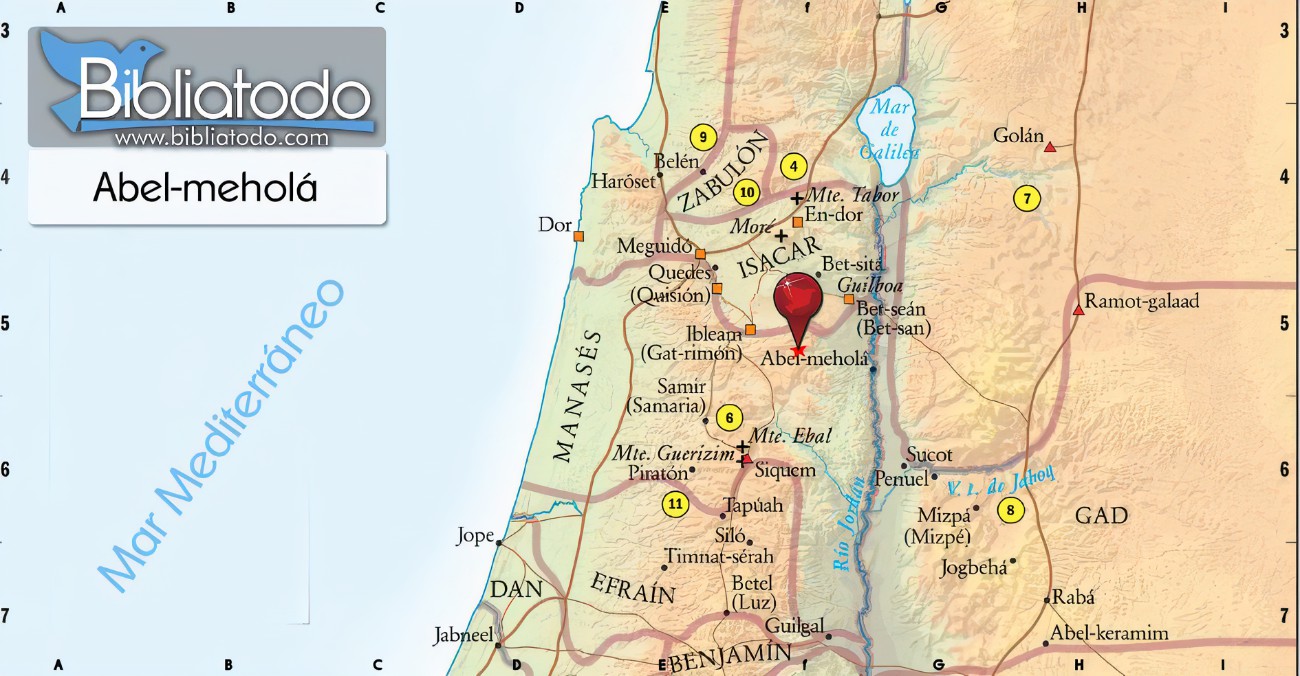 A B C D E f G H I
3 3
Bibliatodo
www.bibliatodo.com
Abel-meholá
Mar
de
Galilea
Golán
9
ZABULÓN
4
Belén
4 4
Haróset
10
Mte. Tabor
7
En-dor
Dor
Moré
Meguidó
ISACAR
Quedes
(Quisión)
Bet-sitá
Guilboa
Ramot-galaad
Bet-seán
(Bet-san)
5 5
Ibleam
(Gat-rimón)
Abel-meholá
MANASÉS
Mar Mediterráneo
Samir
(Samaria)
6
Mte. Ebal
Mte. Guerizim
6 6
Siquem
Piratón
Sucot
Penuel
11
Tapúah
Río Jordán
Mizpá
(Mizpé)
8
GAD
Jope
Siló
Timnat-sérah
Jogbehá
DAN
EFRAÍN
Betel
(Luz)
Rabá
7 7
Guilgal
Jabneel
Abel-keramim
BENJAMÍN
A B C D E f G H I